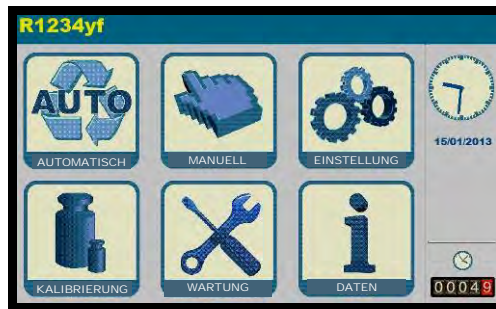 R1234yf
AUTO
AUTOMATISCH
MANUELL
EINSTELLUNG
15/01/2013
KALIBRIERUNG
WARTUNG
DATEN
00049